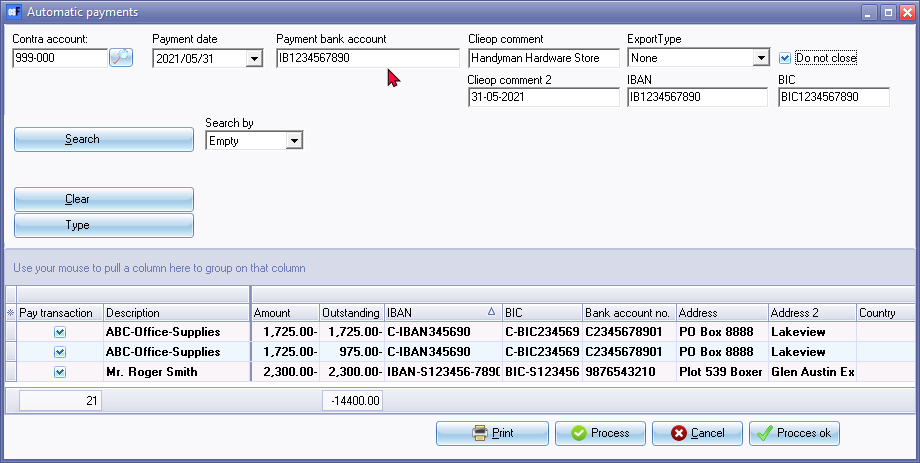 Automatic payments
Contra account: Payment date Payment bank account Clieop comment ExportType
999-000 2021/05/31 IB1234567890 Handyman Hardware Store None Do not close
Clieop comment 2 IBAN BIC
31-05-2021 IB1234567890 BIC1234567890
Search by
Search Empty
Clear
Type
Use your mouse to pull a column here to group on that column
Pay transaction Description Amount Outstanding IBAN BIC Bank account no. Address Address 2 Country
ABC-Office-Supplies 1,725.00- 1,725.00- C-IBAN345690 C-BIC234569 C2345678901 PO Box 8888 Lakeview
ABC-Office-Supplies 1,725.00- 975.00- C-IBAN345690 C-BIC234569 C2345678901 PO Box 8888 Lakeview
Mr. Roger Smith 2,300.00- 2,300.00- IBAN-S123456-7890 BIC-S123456 9876543210 Plot 539 Boxer Glen Austin Ex
21 -14400.00
Print Process Cancel Procces ok